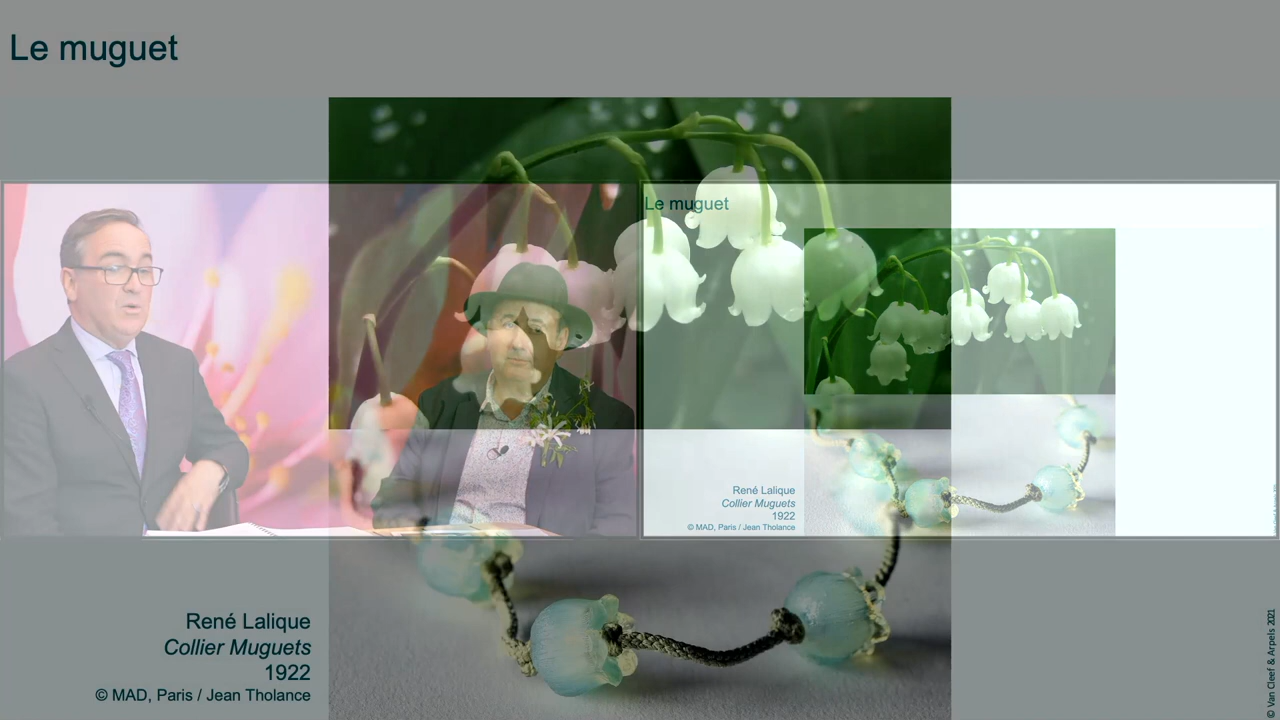 Le muguet
Le muguet
René Lalique
Collier Muguets
1922
© MAD, Paris / Jean Tholance
René Lalique
Collier Muguets
1922
© MAD, Paris / Jean Tholance
© Van Cleef & Arpels 2021